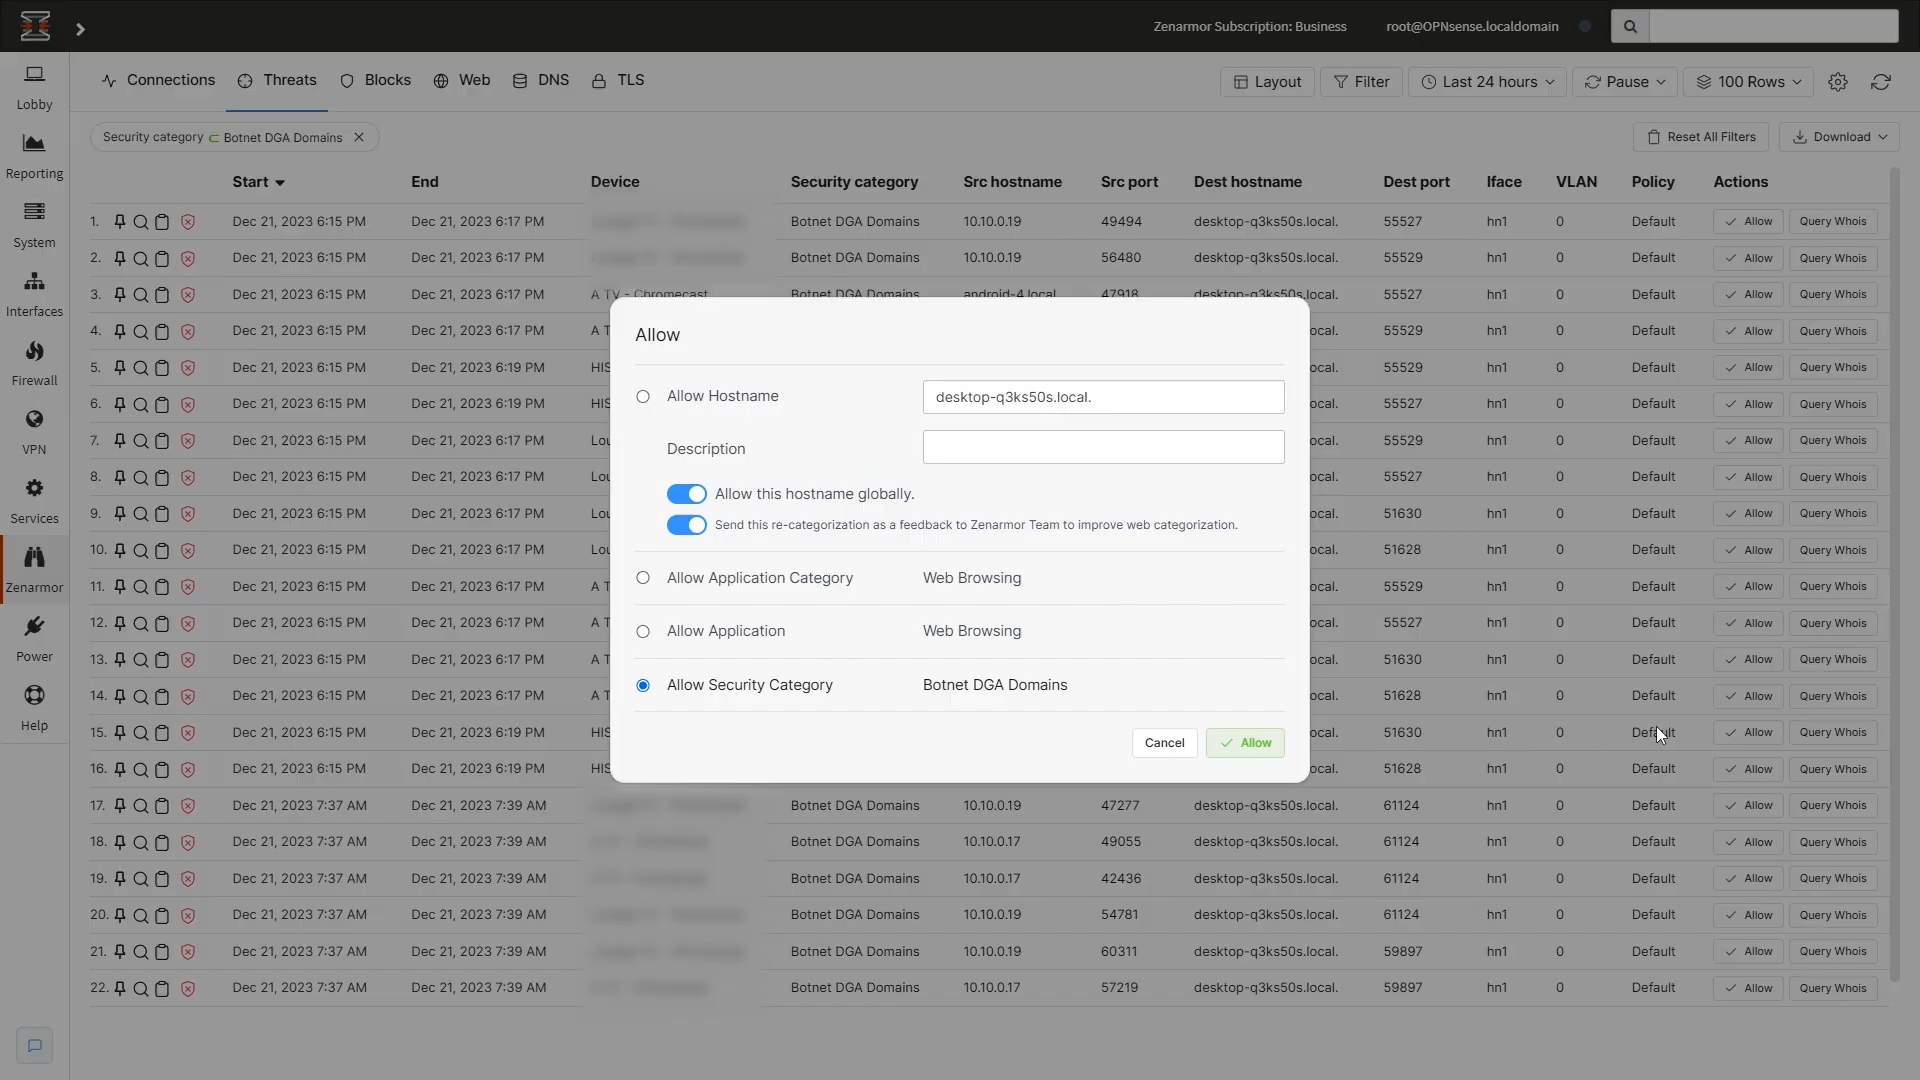 Zenarmor Subscription: Business root@OPNsense.localdomain
Lobby
Reporting
System
Interfaces
Firewall
VPN
Services
Zenarmor
Power
Help
Connections Threats Blocks Web DNS TLS
Layout Filter Last 24 hours Pause 100 Rows
Security category ⊂ Botnet DGA Domains
Reset All Filters Download
Start End Device Security category Src hostname Src port Dest hostname Dest port Iface VLAN Policy Actions
1. Dec 21, 2023 6:15 PM Dec 21, 2023 6:17 PM Botnet DGA Domains 10.10.0.19 49494 desktop-q3ks50s.local. 55527 hn1 0 Default Allow Query Whois
2. Dec 21, 2023 6:15 PM Dec 21, 2023 6:17 PM Botnet DGA Domains 10.10.0.19 56480 desktop-q3ks50s.local. 55529 hn1 0 Default Allow Query Whois
3. Dec 21, 2023 6:15 PM Dec 21, 2023 6:17 PM A TV - Chromecast Botnet DGA Domains android-4.local. 47918 desktop-q3ks50s.local. 55527 hn1 0 Default Allow Query Whois
4. Dec 21, 2023 6:15 PM Dec 21, 2023 6:17 PM A T ocal. 55529 hn1 0 Default Allow Query Whois
5. Dec 21, 2023 6:15 PM Dec 21, 2023 6:19 PM HIS ocal. 55529 hn1 0 Default Allow Query Whois
6. Dec 21, 2023 6:15 PM Dec 21, 2023 6:19 PM HIS ocal. 55527 hn1 0 Default Allow Query Whois
7. Dec 21, 2023 6:15 PM Dec 21, 2023 6:17 PM Lou ocal. 55529 hn1 0 Default Allow Query Whois
8. Dec 21, 2023 6:15 PM Dec 21, 2023 6:17 PM Lou ocal. 55527 hn1 0 Default Allow Query Whois
9. Dec 21, 2023 6:15 PM Dec 21, 2023 6:17 PM Lou ocal. 51630 hn1 0 Default Allow Query Whois
10. Dec 21, 2023 6:15 PM Dec 21, 2023 6:17 PM Lou ocal. 51628 hn1 0 Default Allow Query Whois
11. Dec 21, 2023 6:15 PM Dec 21, 2023 6:17 PM A T ocal. 55529 hn1 0 Default Allow Query Whois
12. Dec 21, 2023 6:15 PM Dec 21, 2023 6:17 PM A T ocal. 55527 hn1 0 Default Allow Query Whois
13. Dec 21, 2023 6:15 PM Dec 21, 2023 6:17 PM A T ocal. 51630 hn1 0 Default Allow Query Whois
14. Dec 21, 2023 6:15 PM Dec 21, 2023 6:17 PM A T ocal. 51628 hn1 0 Default Allow Query Whois
15. Dec 21, 2023 6:15 PM Dec 21, 2023 6:19 PM HIS ocal. 51630 hn1 0 Default Allow Query Whois
16. Dec 21, 2023 6:15 PM Dec 21, 2023 6:19 PM HIS ocal. 51628 hn1 0 Default Allow Query Whois
17. Dec 21, 2023 7:37 AM Dec 21, 2023 7:39 AM Botnet DGA Domains 10.10.0.19 47277 desktop-q3ks50s.local. 61124 hn1 0 Default Allow Query Whois
18. Dec 21, 2023 7:37 AM Dec 21, 2023 7:39 AM Botnet DGA Domains 10.10.0.17 49055 desktop-q3ks50s.local. 61124 hn1 0 Default Allow Query Whois
19. Dec 21, 2023 7:37 AM Dec 21, 2023 7:39 AM Botnet DGA Domains 10.10.0.17 42436 desktop-q3ks50s.local. 61124 hn1 0 Default Allow Query Whois
20. Dec 21, 2023 7:37 AM Dec 21, 2023 7:39 AM Botnet DGA Domains 10.10.0.19 54781 desktop-q3ks50s.local. 61124 hn1 0 Default Allow Query Whois
21. Dec 21, 2023 7:37 AM Dec 21, 2023 7:39 AM Botnet DGA Domains 10.10.0.19 60311 desktop-q3ks50s.local. 59897 hn1 0 Default Allow Query Whois
22. Dec 21, 2023 7:37 AM Dec 21, 2023 7:39 AM Botnet DGA Domains 10.10.0.17 57219 desktop-q3ks50s.local. 59897 hn1 0 Default Allow Query Whois
Allow
Allow Hostname desktop-q3ks50s.local.
Description
Allow this hostname globally.
Send this re-categorization as a feedback to Zenarmor Team to improve web categorization.
Allow Application Category Web Browsing
Allow Application Web Browsing
Allow Security Category Botnet DGA Domains
Cancel Allow